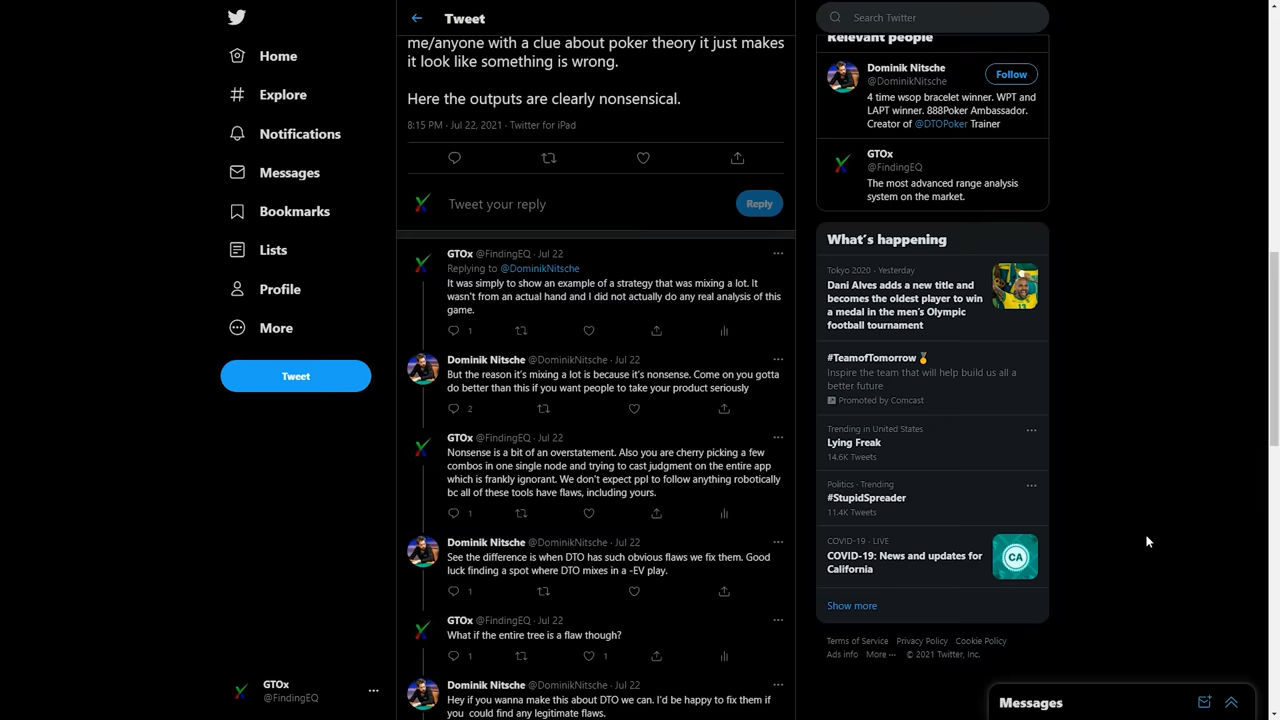 Home
Explore
Notifications
Messages
Bookmarks
Lists
Profile
More
Tweet
GTOx
@FindingEQ
Tweet
me/anyone with a clue about poker theory it just makes
it look like something is wrong.
Here the outputs are clearly nonsensical.
8:15 PM · Jul 22, 2021 · Twitter for iPad
Tweet your reply
Reply
GTOx @FindingEQ · Jul 22
Replying to @DominikNitsche
It was simply to show an example of a strategy that was mixing a lot. It
wasn't from an actual hand and I did not actually do any real analysis of this
game.
1
Dominik Nitsche @DominikNitsche · Jul 22
But the reason it's mixing a lot is because it's nonsense. Come on you gotta
do better than this if you want people to take your product seriously
2
GTOx @FindingEQ · Jul 22
Nonsense is a bit of an overstatement. Also you are cherry picking a few
combos in one single node and trying to cast judgment on the entire app
which is frankly ignorant. We don't expect ppl to follow anything robotically
bc all of these tools have flaws, including yours.
1
Dominik Nitsche @DominikNitsche · Jul 22
See the difference is when DTO has such obvious flaws we fix them. Good
luck finding a spot where DTO mixes in a -EV play.
1
GTOx @FindingEQ · Jul 22
What if the entire tree is a flaw though?
1 1
Dominik Nitsche @DominikNitsche · Jul 22
Hey if you wanna make this about DTO we can. I'd be happy to fix them if
you could find any legitimate flaws.
Search Twitter
Relevant people
Dominik Nitsche
@DominikNitsche
Follow
4 time wsop bracelet winner. WPT and
LAPT winner. 888Poker Ambassador.
Creator of @DTOPoker Trainer
GTOx
@FindingEQ
The most advanced range analysis
system on the market.
What's happening
Tokyo 2020 · Yesterday
Dani Alves adds a new title and
becomes the oldest player to win
a medal in the men's Olympic
football tournament
#TeamofTomorrow
Inspire the team that will help build us all a
better future
Promoted by Comcast
Trending in United States
Lying Freak
14.6K Tweets
Politics · Trending
#StupidSpreader
11.4K Tweets
COVID-19 · LIVE
COVID-19: News and updates for
California
CA
Show more
Terms of Service Privacy Policy Cookie Policy
Ads info More ··· © 2021 Twitter, Inc.
Messages